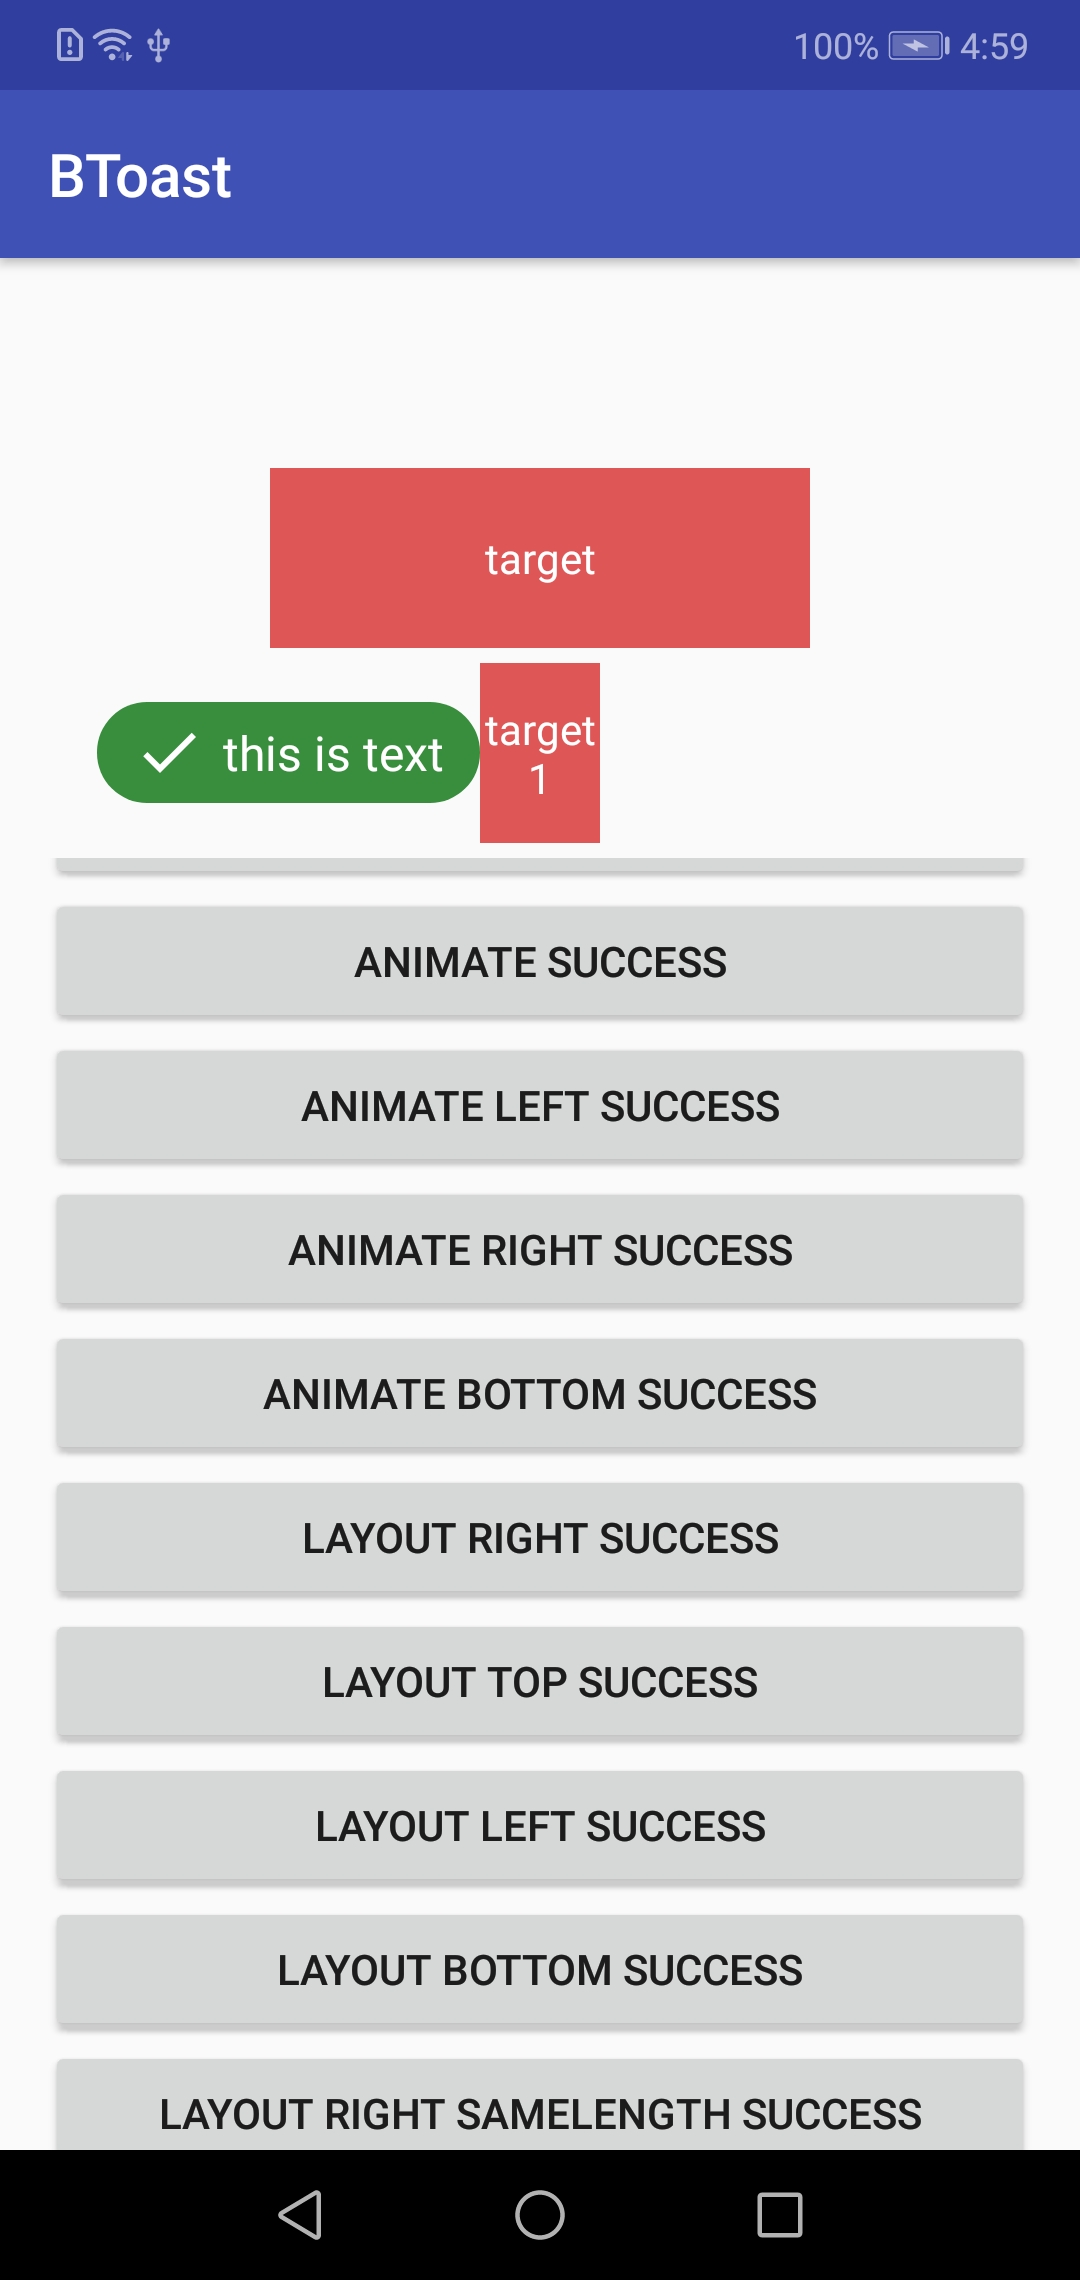 100% 4:59
BToast
target
this is text
target
1
ANIMATE SUCCESS
ANIMATE LEFT SUCCESS
ANIMATE RIGHT SUCCESS
ANIMATE BOTTOM SUCCESS
LAYOUT RIGHT SUCCESS
LAYOUT TOP SUCCESS
LAYOUT LEFT SUCCESS
LAYOUT BOTTOM SUCCESS
LAYOUT RIGHT SAMELENGTH SUCCESS